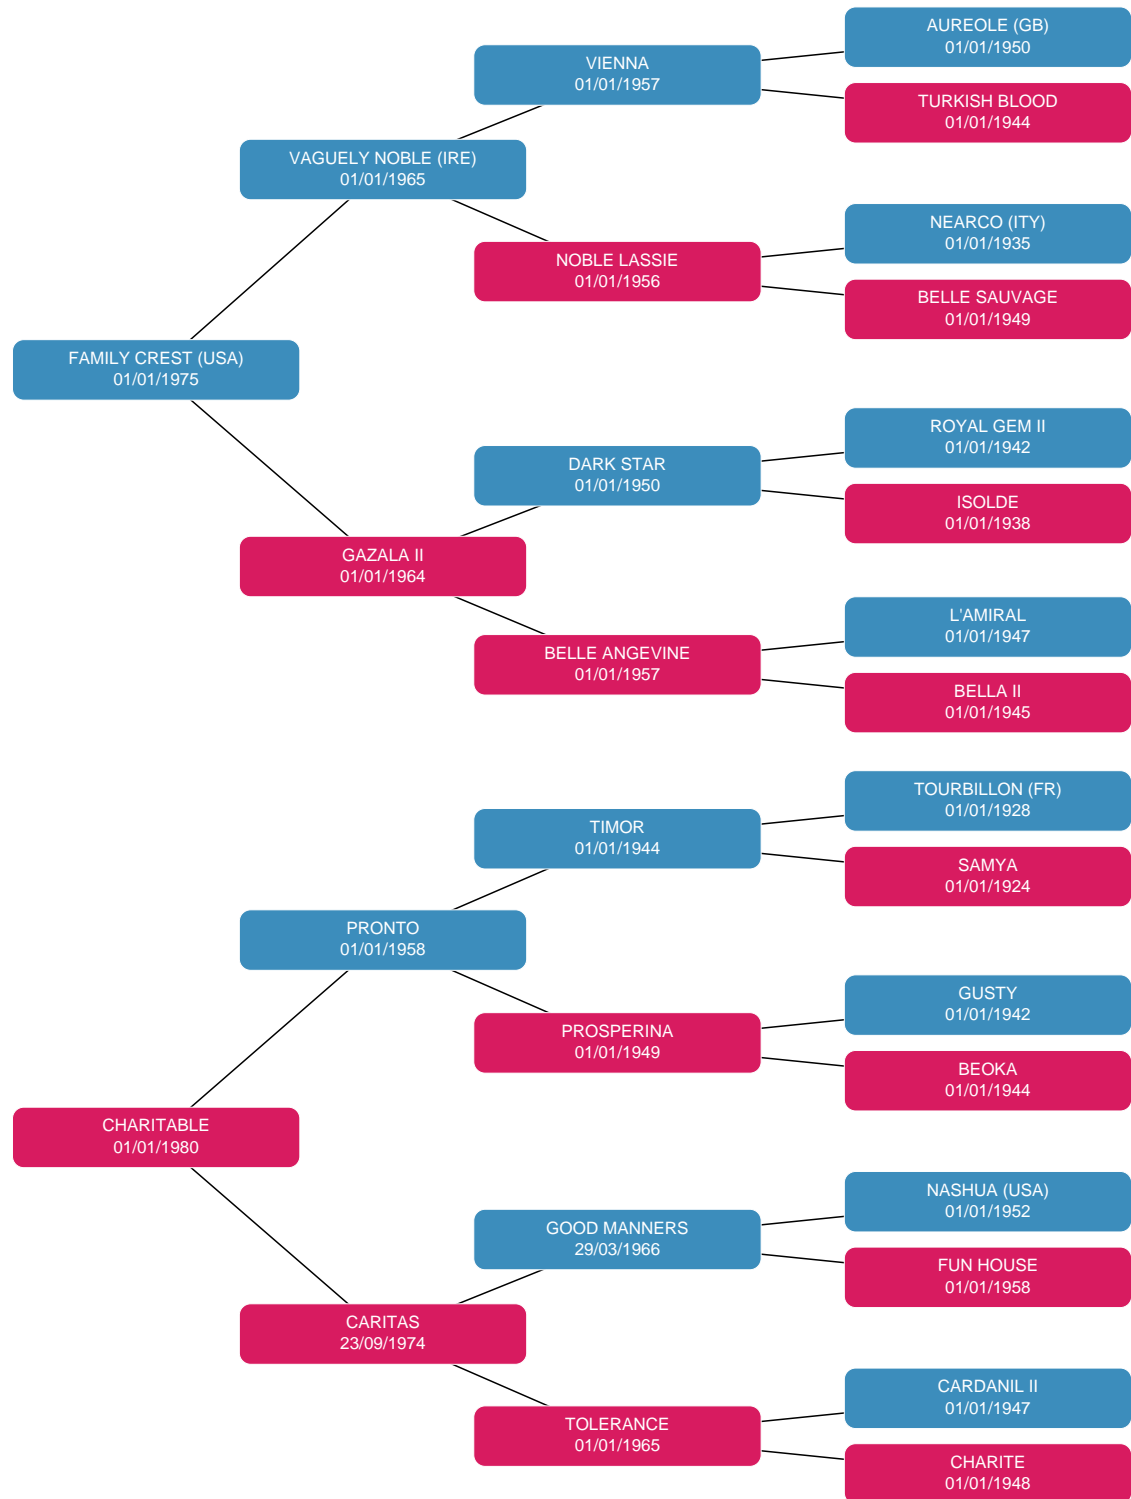 AUREOLE (GB)
01/01/1950
VIENNA
01/01/1957
TURKISH BLOOD
01/01/1944
VAGUELY NOBLE (IRE)
01/01/1965
NEARCO (ITY)
01/01/1935
NOBLE LASSIE
01/01/1956
BELLE SAUVAGE
01/01/1949
FAMILY CREST (USA)
01/01/1975
ROYAL GEM II
01/01/1942
DARK STAR
01/01/1950
ISOLDE
01/01/1938
GAZALA II
01/01/1964
L'AMIRAL
01/01/1947
BELLE ANGEVINE
01/01/1957
BELLA II
01/01/1945
TOURBILLON (FR)
01/01/1928
TIMOR
01/01/1944
SAMYA
01/01/1924
PRONTO
01/01/1958
GUSTY
01/01/1942
PROSPERINA
01/01/1949
BEOKA
01/01/1944
CHARITABLE
01/01/1980
NASHUA (USA)
01/01/1952
GOOD MANNERS
29/03/1966
FUN HOUSE
01/01/1958
CARITAS
23/09/1974
CARDANIL II
01/01/1947
TOLERANCE
01/01/1965
CHARITE
01/01/1948